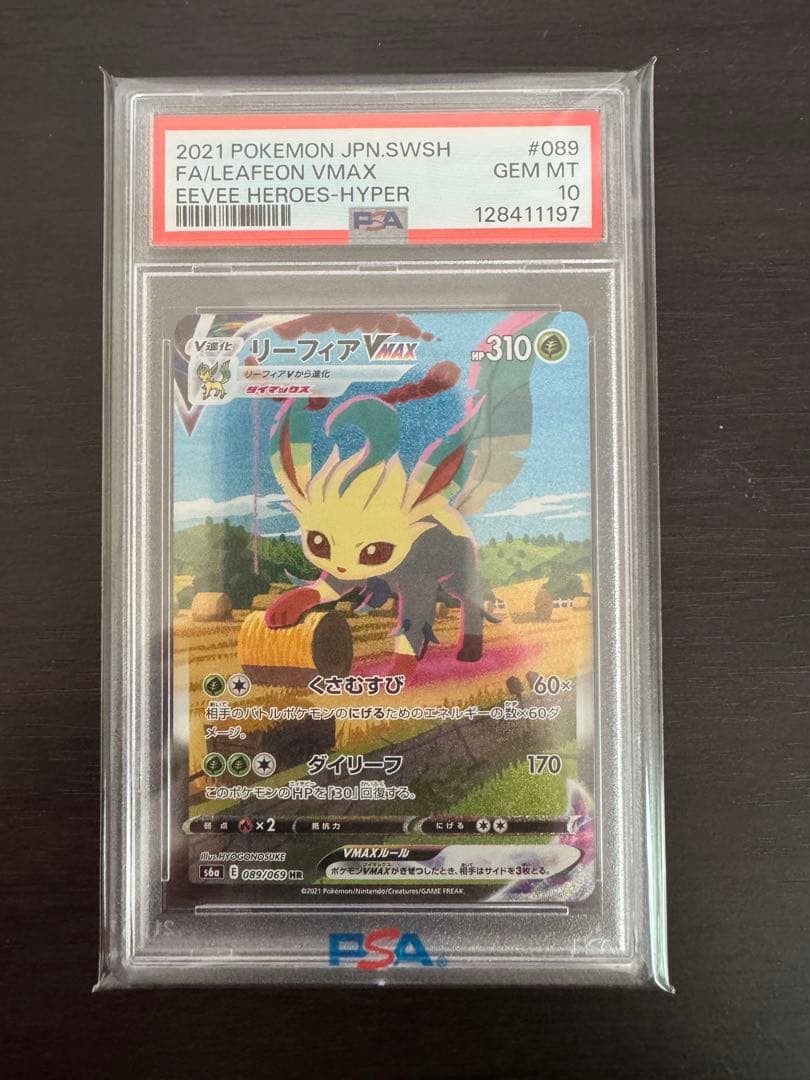 2021 POKEMON JPN.SWSH #089
FA/LEAFEON VMAX GEM MT
EEVEE HEROES-HYPER 10
PSA 128411197
V進化 リーフィアVMAX HP310
リーフィアVから進化
ダイマックス
くさむすび 60×
相手のバトルポケモンのにげるためのエネルギーの数×60ダ
メージ。
ダイリーフ 170
このポケモンのHPを「30」回復する。
弱点 ×2 抵抗力 にげる
illus.HYOGONOSUKE VMAXルール
s6a E 089/069 HR ポケモンVMAXがきぜつしたとき、相手はサイドを3枚とる。
©2021 Pokémon/Nintendo/Creatures/GAME FREAK.
PSA